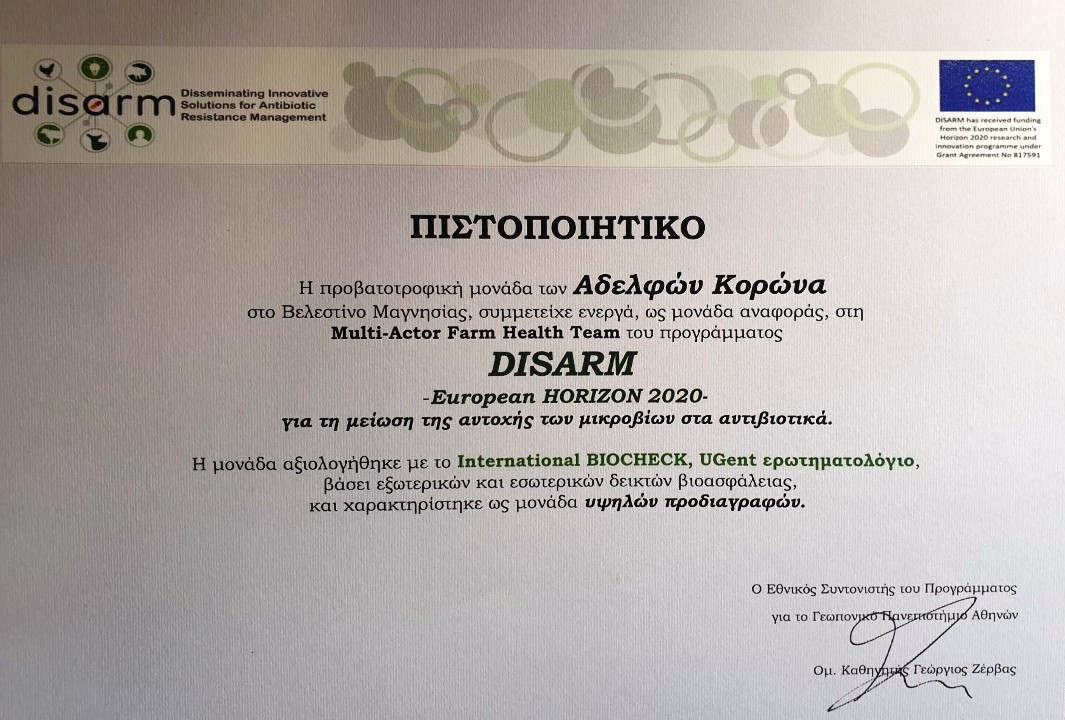 disarm
Disseminating Innovative
Solutions for Antibiotic
Resistance Management
DISARM has received funding
from the European Union's
Horizon 2020 research and
innovation programme under
Grant Agreement No 817591
ΠΙΣΤΟΠΟΙΗΤΙΚΟ
Η προβατοτροφική μονάδα των Αδελφών Κορώνα
στο Βελεστίνο Μαγνησίας, συμμετείχε ενεργά, ως μονάδα αναφοράς, στη
Multi-Actor Farm Health Team του προγράμματος
DISARM
-European HORIZON 2020-
για τη μείωση της αυτοχής των μικροβίων στα αντιβιοτικά.
Η μονάδα αξιολογήθηκε με το International BIOCHECK, UGent ερωτηματολόγιο,
βάσει εξωτερικών και εσωτερικών δεικτών βιοασφάλειας,
και χαρακτηρίστηκε ως μονάδα υψηλών προδιαγραφών.
Ο Εθνικός Συντονιστής του Προγράμματος
για το Γεωπονικό Πανεπιστήμιο Αθηνών
Ομ. Καθηγητής Γεώργιος Ζέρβας